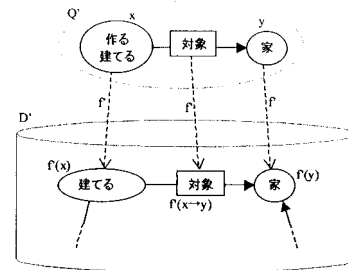 Q' x y
作る
建てる
対象
家
f' f' f'
D'
f'(x) f'(y)
建てる
対象
家
f'(x→y)